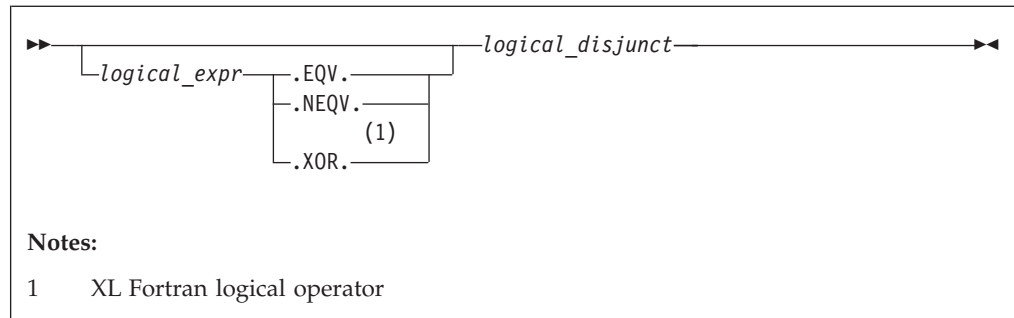 logical_disjunct
logical_expr .EQV.
.NEQV.
(1)
.XOR.
Notes:
1 XL Fortran logical operator